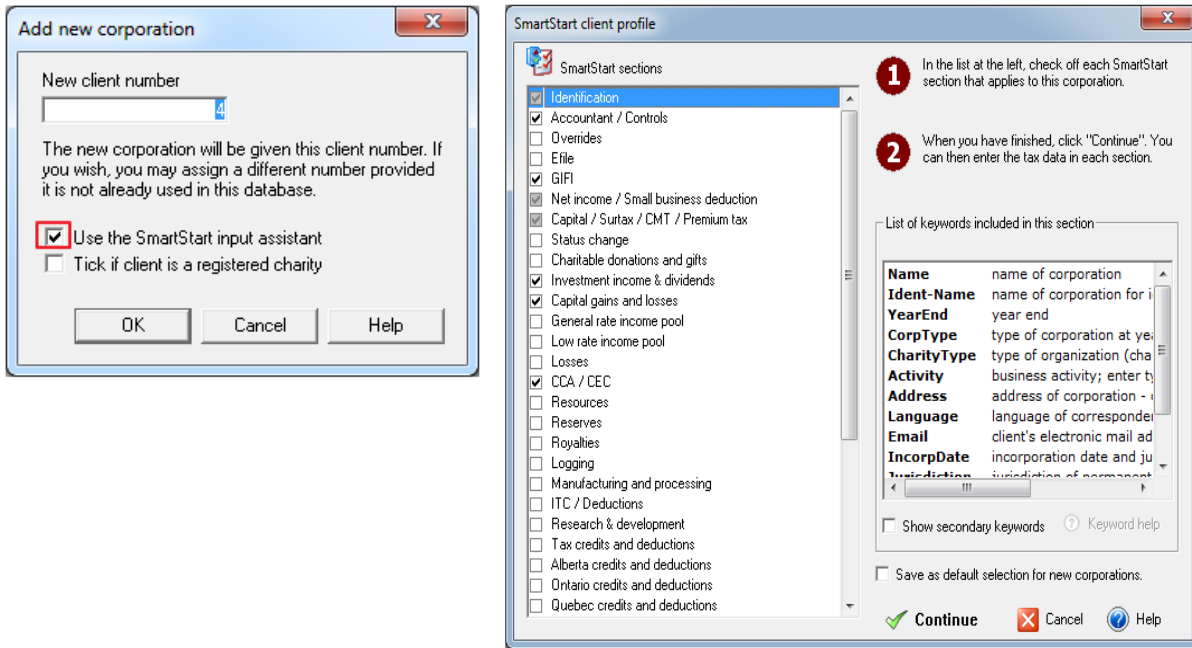 Add new corporation
New client number
4
The new corporation will be given this client number. If
you wish, you may assign a different number provided
it is not already used in this database.
Use the SmartStart input assistant
Tick if client is a registered charity
OK
Cancel
Help
SmartStart client profile
SmartStart sections
Identification
Accountant / Controls
Overrides
Efile
GIFI
Net income / Small business deduction
Capital / Surtax / CMT / Premium tax
Status change
Charitable donations and gifts
Investment income & dividends
Capital gains and losses
General rate income pool
Low rate income pool
Losses
CCA / CEC
Resources
Reserves
Royalties
Logging
Manufacturing and processing
ITC / Deductions
Research & development
Tax credits and deductions
Alberta credits and deductions
Ontario credits and deductions
Quebec credits and deductions
1
In the list at the left, check off each SmartStart
section that applies to this corporation.
2
When you have finished, click "Continue". You
can then enter the tax data in each section.
List of keywords included in this section
Name name of corporation
Ident-Name name of corporation for i
YearEnd year end
CorpType type of corporation at yea
CharityType type of organization (cha
Activity business activity; enter ty
Address address of corporation -
Language language of corresponder
Email client's electronic mail ad
IncorpDate incorporation date and ju
Jurisdiction jurisdiction of permanent
Show secondary keywords
Keyword help
Save as default selection for new corporations.
Continue
Cancel
Help